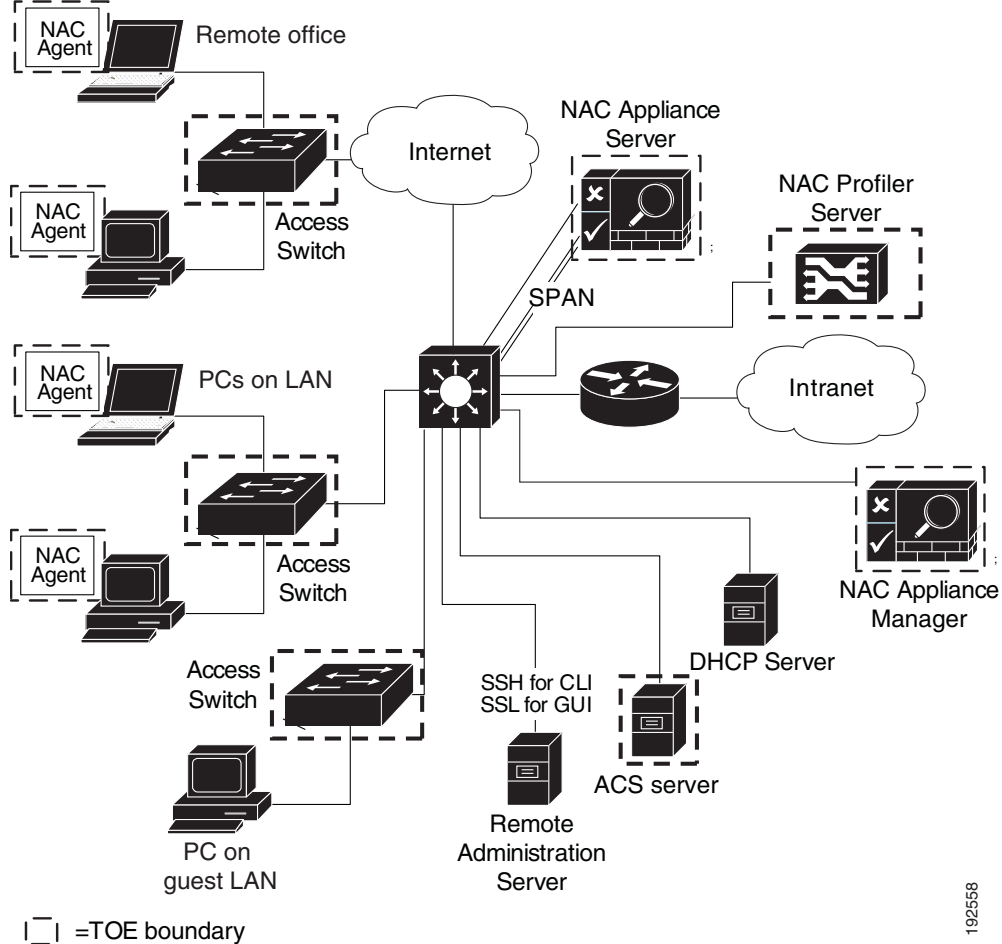 NAC
Agent
Remote office
NAC Appliance
Server
Internet
NAC Profiler
Server
NAC
Agent
Access
Switch
;
SPAN
NAC
Agent
PCs on LAN
Intranet
NAC
Agent
Access
Switch
;
NAC Appliance
Manager
DHCP Server
Access
Switch
SSH for CLI
SSL for GUI
ACS server
Remote
Administration
Server
PC on
guest LAN
192558
=TOE boundary